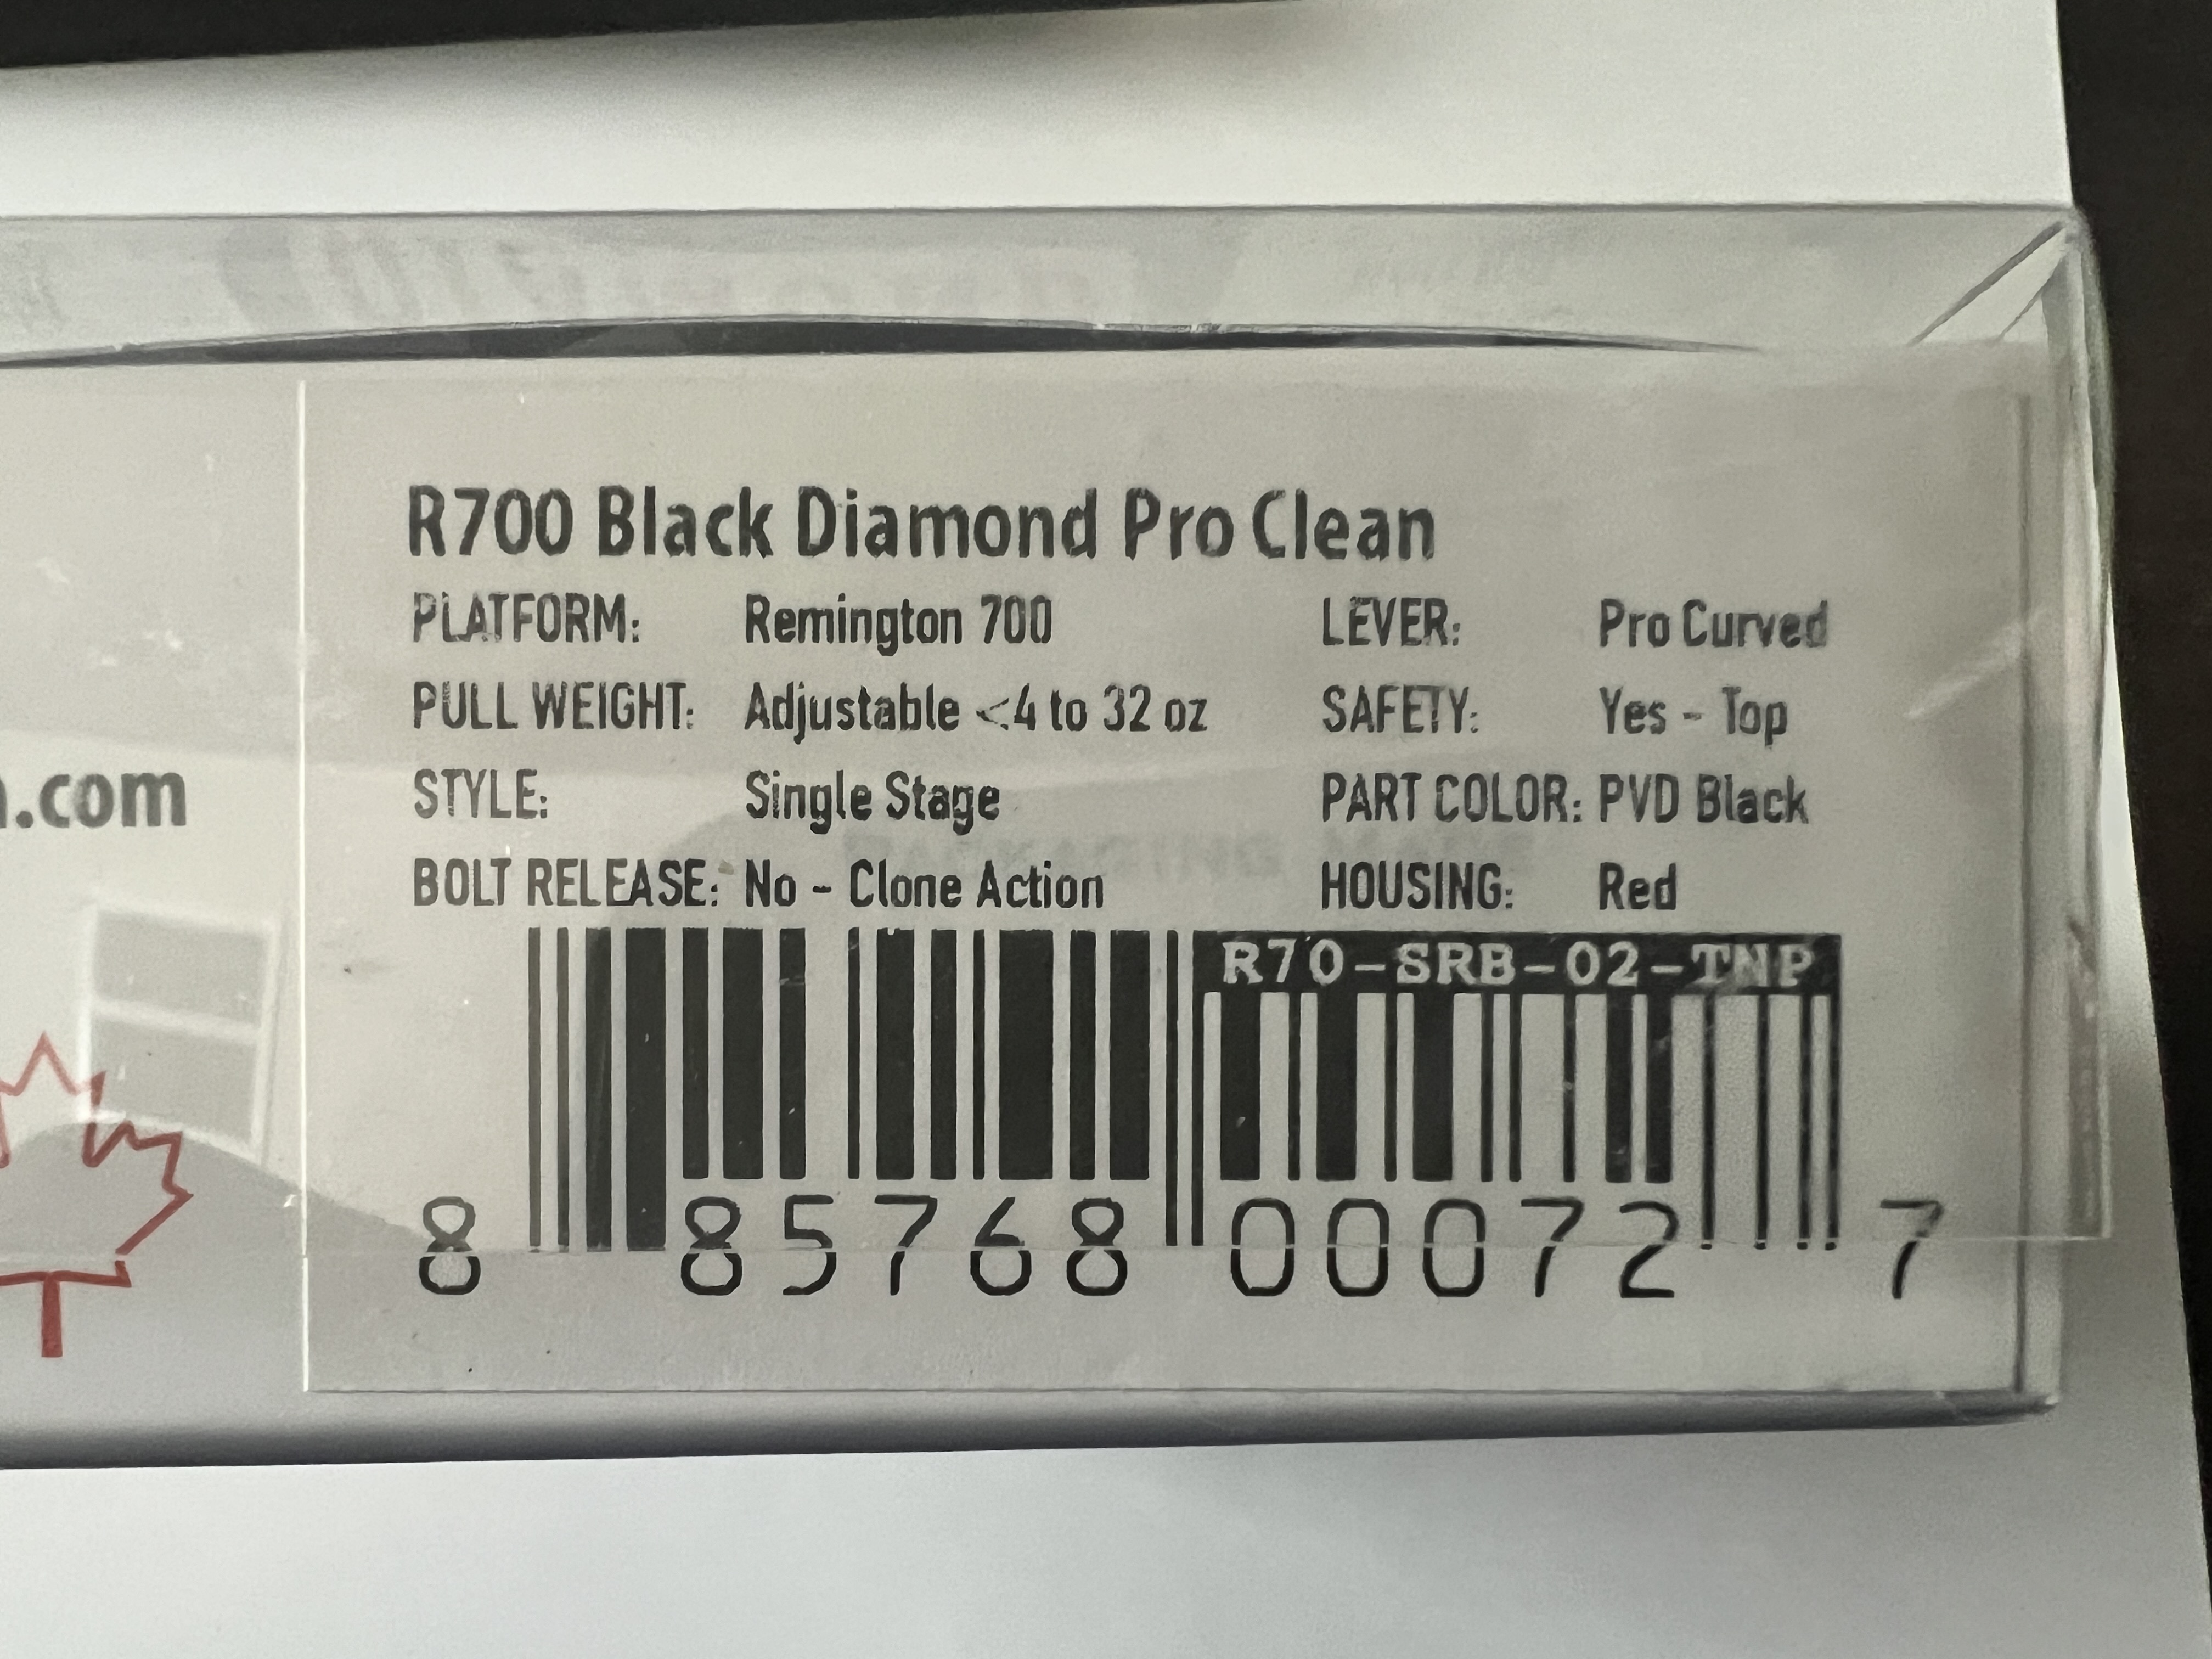 R700 Black Diamond Pro Clean
PLATFORM: Remington 700 LEVER: Pro Curved
PULL WEIGHT: Adjustable <4 to 32 oz SAFETY: Yes - Top
STYLE: Single Stage PART COLOR: PVD Black
.com
BOLT RELEASE: No - Clone Action HOUSING: Red
R70-SRB-02-TNP
8 85768 00072 7